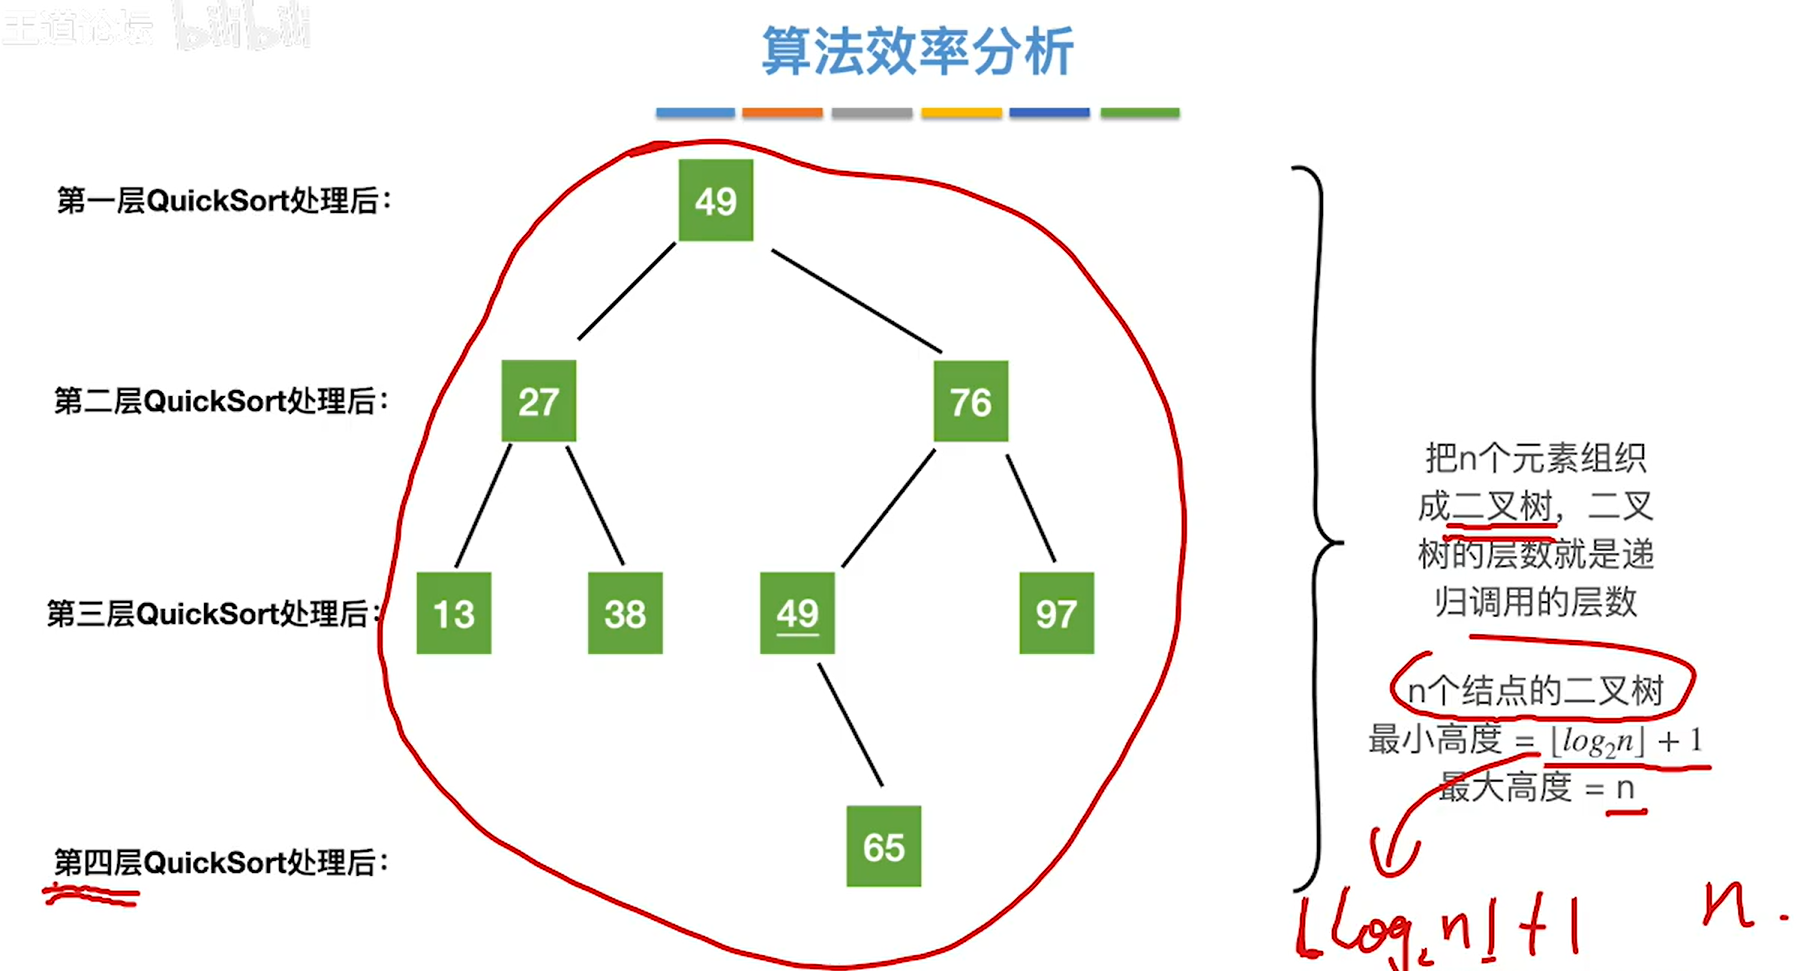 王道论坛 bilibili
算法效率分析
第一层QuickSort处理后：
49
第二层QuickSort处理后：
27
76
第三层QuickSort处理后：
13
38
49
97
第四层QuickSort处理后：
65
把n个元素组织
成二叉树，二叉
树的层数就是递
归调用的层数
n个结点的二叉树
最小高度 = ⌊log₂n⌋ + 1
最大高度 = n
⌊log₂n⌋+1
n.